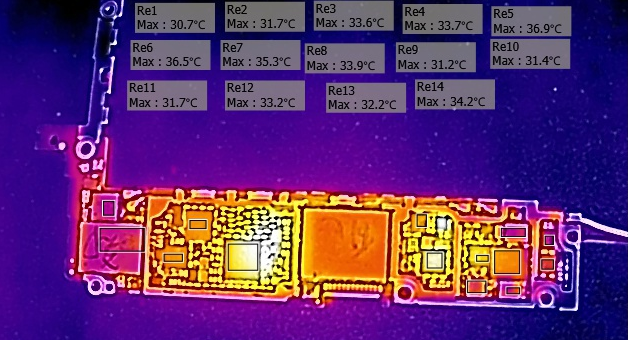 Re1
Max : 30.7°C
Re2
Max : 31.7°C
Re3
Max : 33.6°C
Re4
Max : 33.7°C
Re5
Max : 36.9°C
Re6
Max : 36.5°C
Re7
Max : 35.3°C
Re8
Max : 33.9°C
Re9
Max : 31.2°C
Re10
Max : 31.4°C
Re11
Max : 31.7°C
Re12
Max : 33.2°C
Re13
Max : 32.2°C
Re14
Max : 34.2°C